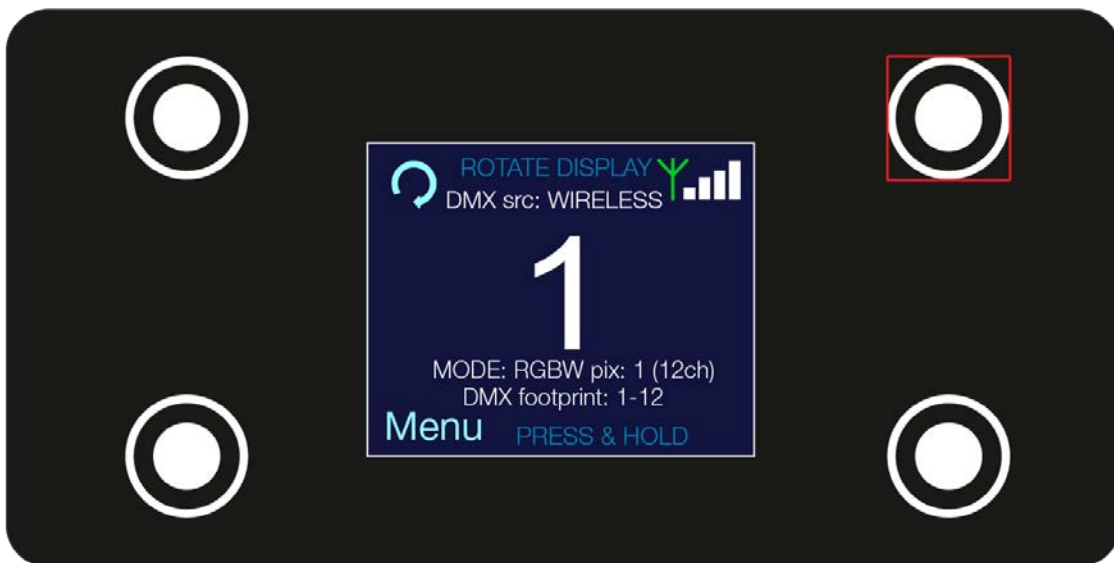 ROTATE DISPLAY
DMX src: WIRELESS
1
MODE: RGBW pix: 1 (12ch)
DMX footprint: 1-12
Menu PRESS & HOLD